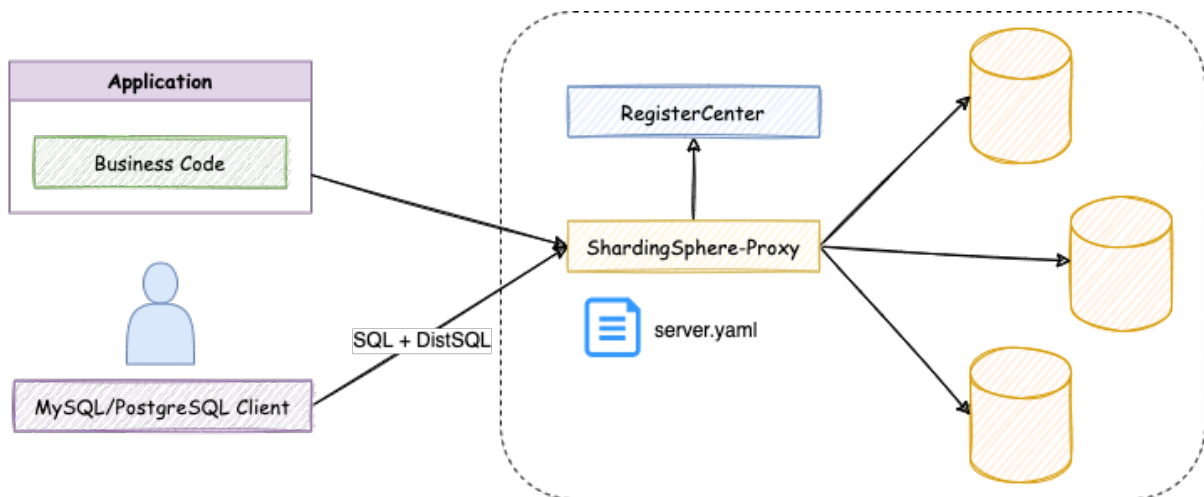 Application
Business Code
RegisterCenter
ShardingSphere-Proxy
server.yaml
SQL + DistSQL
MySQL/PostgreSQL Client